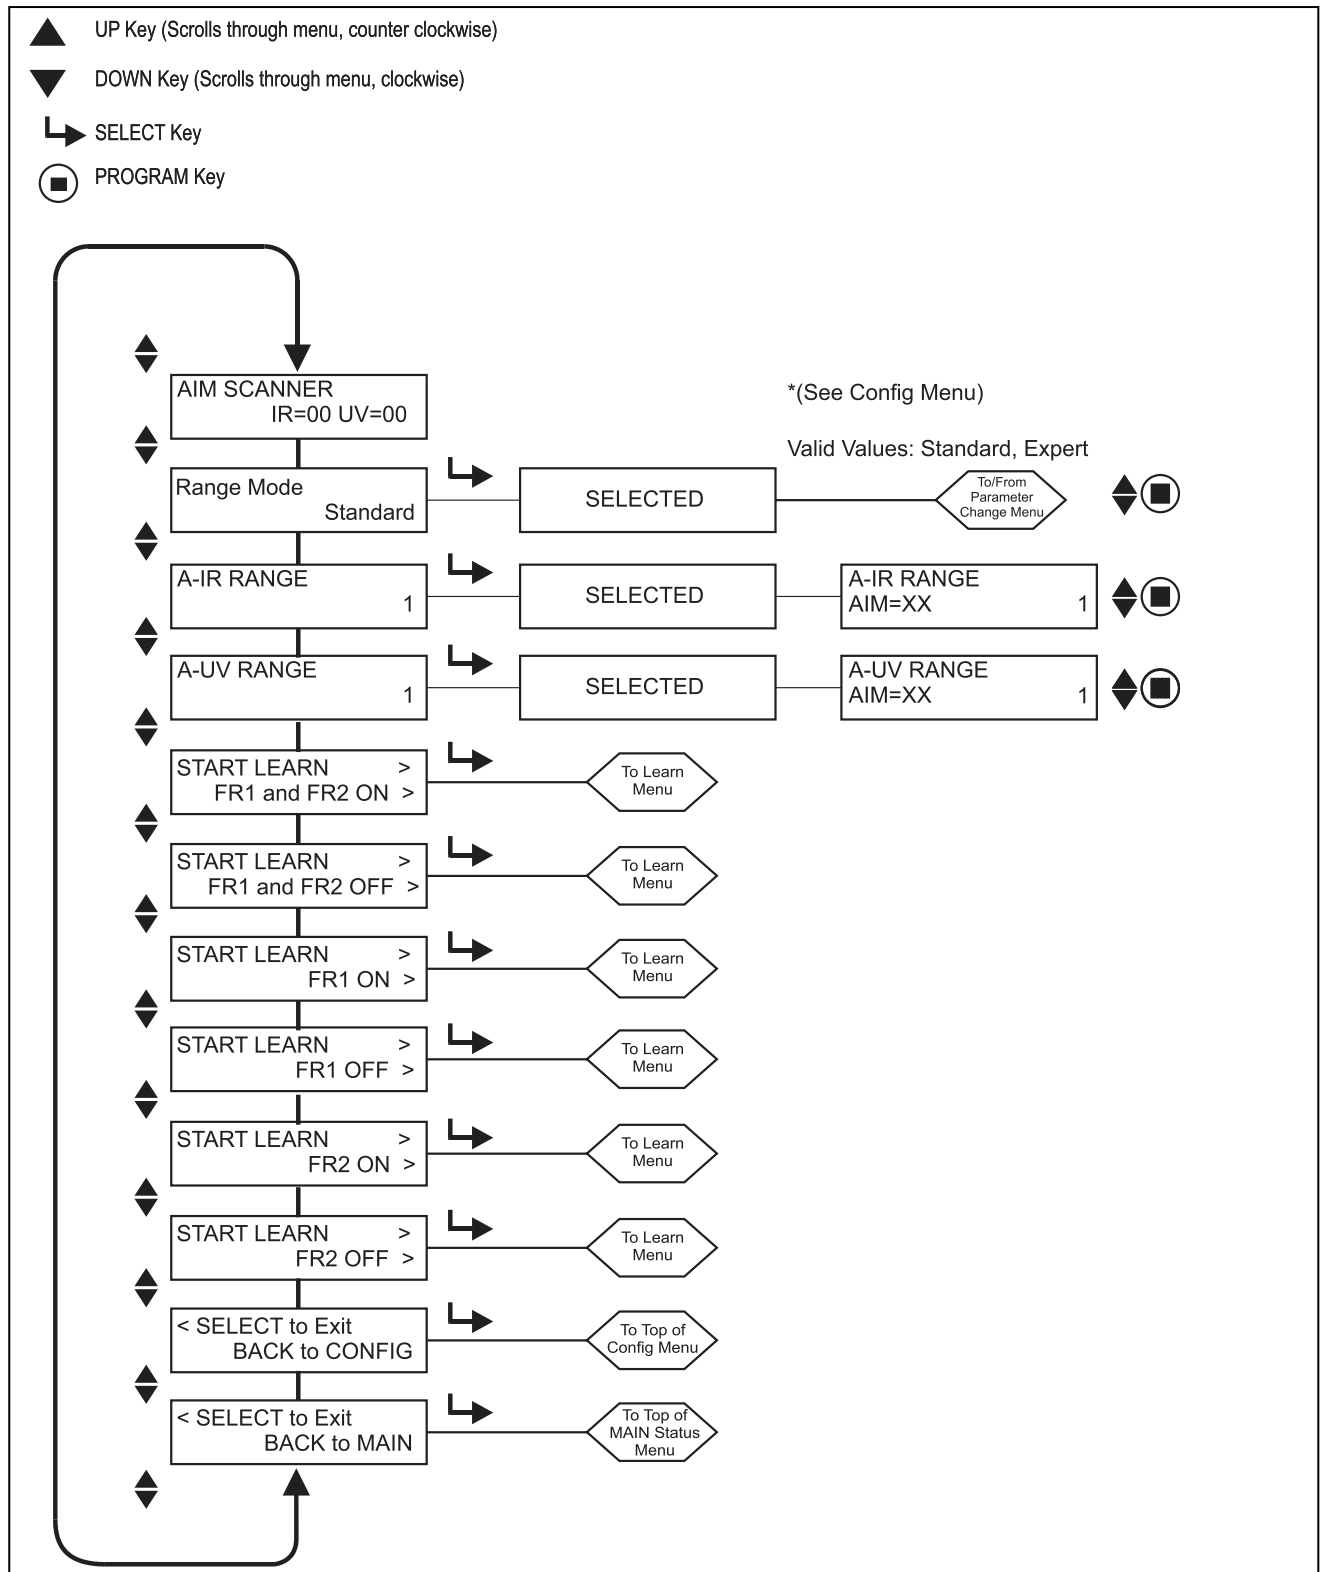 UP Key (Scrolls through menu, counter clockwise)
DOWN Key (Scrolls through menu, clockwise)
SELECT Key
PROGRAM Key
AIM SCANNER
IR=00 UV=00
*(See Config Menu)
Valid Values: Standard, Expert
Range Mode
Standard
SELECTED
To/From
Parameter
Change Menu
A-IR RANGE
1
SELECTED
A-IR RANGE
AIM=XX 1
A-UV RANGE
1
SELECTED
A-UV RANGE
AIM=XX 1
START LEARN >
FR1 and FR2 ON >
To Learn
Menu
START LEARN >
FR1 and FR2 OFF >
To Learn
Menu
START LEARN >
FR1 ON >
To Learn
Menu
START LEARN >
FR1 OFF >
To Learn
Menu
START LEARN >
FR2 ON >
To Learn
Menu
START LEARN >
FR2 OFF >
To Learn
Menu
< SELECT to Exit
BACK to CONFIG
To Top of
Config Menu
< SELECT to Exit
BACK to MAIN
To Top of
MAIN Status
Menu